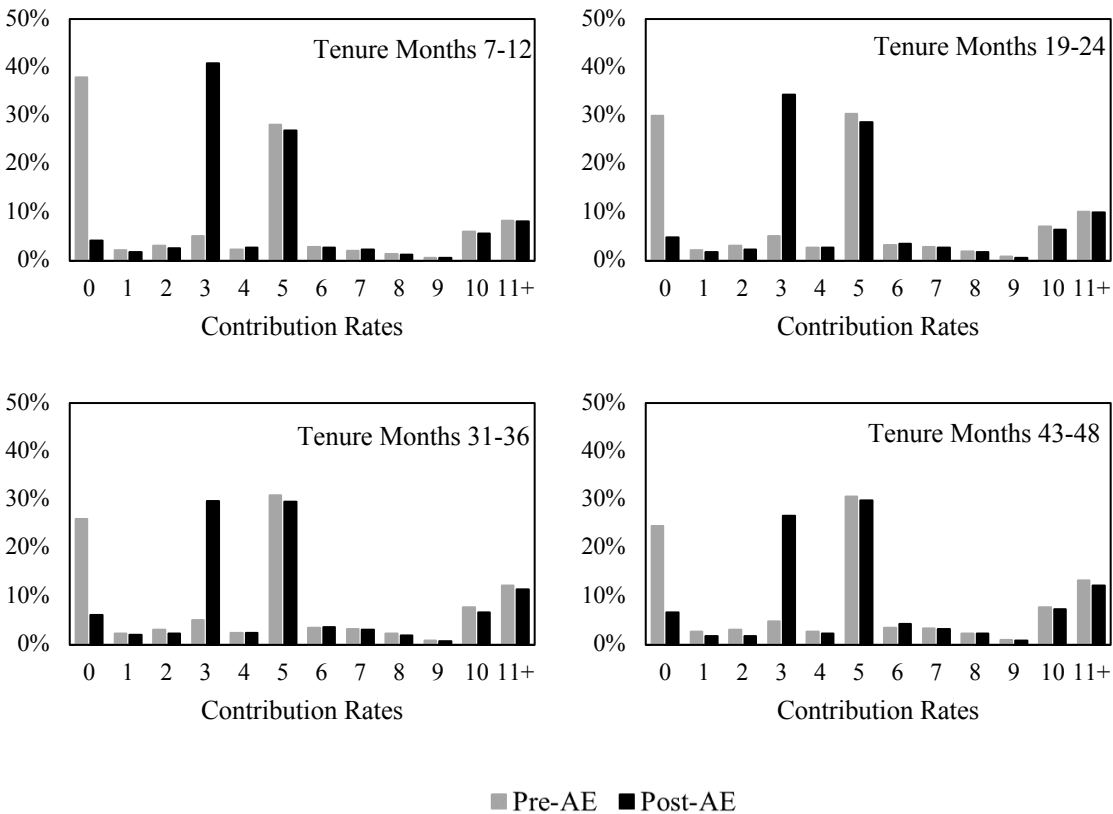 50%
40%
30%
20%
10%
0%
Tenure Months 7-12
0 1 2 3 4 5 6 7 8 9 10 11+
Contribution Rates
50%
40%
30%
20%
10%
0%
Tenure Months 19-24
0 1 2 3 4 5 6 7 8 9 10 11+
Contribution Rates
50%
40%
30%
20%
10%
0%
Tenure Months 31-36
0 1 2 3 4 5 6 7 8 9 10 11+
Contribution Rates
50%
40%
30%
20%
10%
0%
Tenure Months 43-48
0 1 2 3 4 5 6 7 8 9 10 11+
Contribution Rates
Pre-AE Post-AE